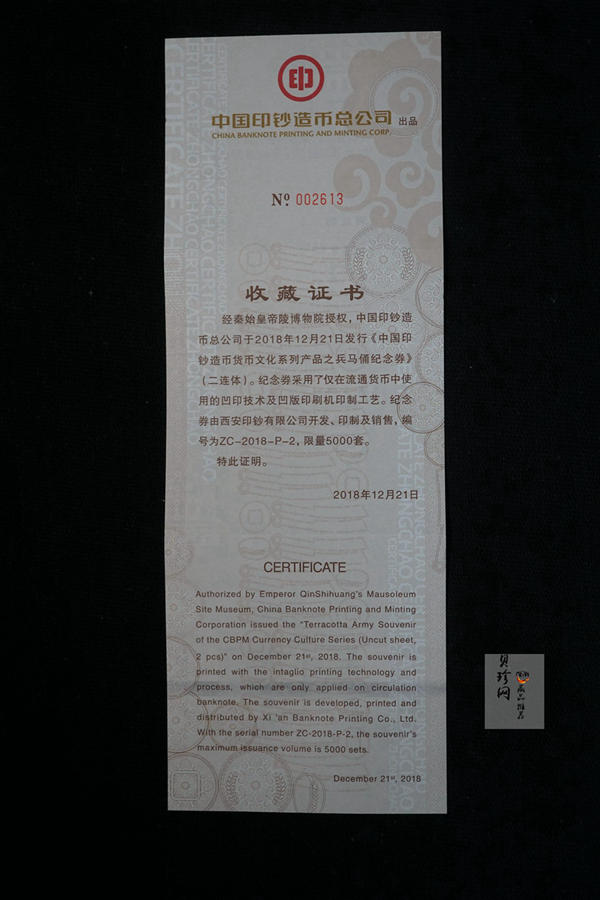 印
中国印钞造币总公司 出品
CHINA BANKNOTE PRINTING AND MINTING CORP.
Nº 002613
收藏证书
经秦始皇帝陵博物院授权，中国印钞造
币总公司于2018年12月21日发行《中国印
钞造币货币文化系列产品之兵马俑纪念券》
（二连体）。纪念券采用了仅在流通货币中使
用的凹印技术及凹版印刷机印制工艺。纪念
券由西安印钞有限公司开发、印制及销售，编
号为ZC-2018-P-2，限量5000套。
特此证明。
2018年12月21日
CERTIFICATE
Authorized by Emperor QinShihuang's Mausoleum
Site Museum, China Banknote Printing and Minting
Corporation issued the "Terracotta Army Souvenir
of the CBPM Currency Culture Series (Uncut sheet,
2 pcs)" on December 21st, 2018. The souvenir is
printed with the intaglio printing technology and
process, which are only applied on circulation
banknote. The souvenir is developed, printed and
distributed by Xi 'an Banknote Printing Co., Ltd.
With the serial number ZC-2018-P-2, the souvenir's
maximum issuance volume is 5000 sets.
December 21st, 2018